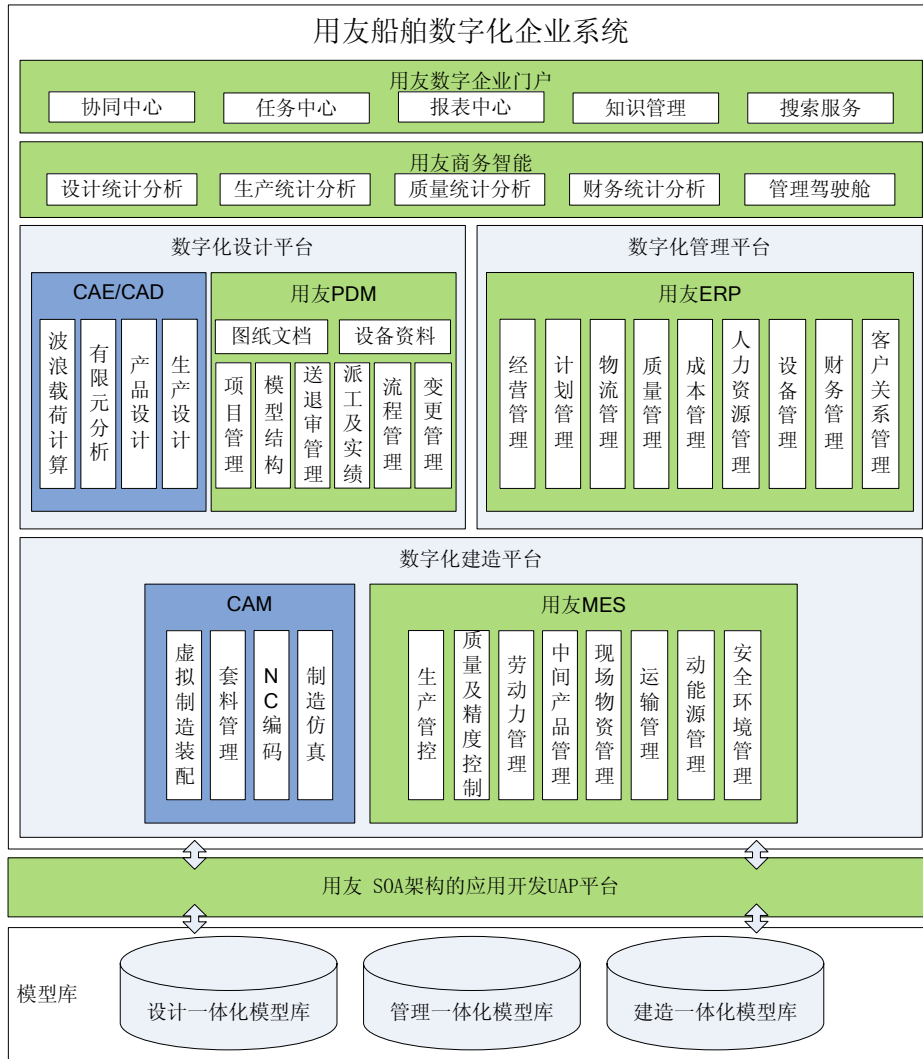 用友船舶数字化企业系统
用友数字企业门户
协同中心
任务中心
报表中心
知识管理
搜索服务
用友商务智能
设计统计分析
生产统计分析
质量统计分析
财务统计分析
管理驾驶舱
数字化设计平台
CAE/CAD
波浪载荷计算
有限元分析
产品设计
生产设计
用友PDM
图纸文档
设备资料
项目管理
模型结构
送退审管理
派工及实绩
流程管理
变更管理
数字化管理平台
用友ERP
经营管理
计划管理
物流管理
质量管理
成本管理
人力资源管理
设备管理
财务管理
客户关系管理
数字化建造平台
CAM
虚拟制造装配
套料管理
NC编码
制造仿真
用友MES
生产管控
质量及精度控制
劳动力管理
中间产品管理
现场物资管理
运输管理
动能源管理
安全环境管理
用友 SOA架构的应用开发UAP平台
模型库
设计一体化模型库
管理一体化模型库
建造一体化模型库